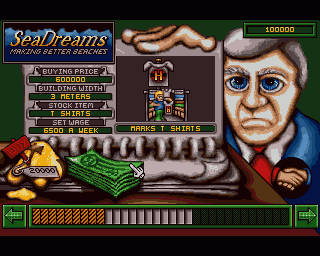 SeaDreams
MAKING BETTER BEACHES
100000
BUYING PRICE
600000
BUILDING WIDTH
3 METERS
STOCK ITEM
T SHIRTS
SET WAGE
6500 A WEEK
H
MARKS T SHIRTS
20000